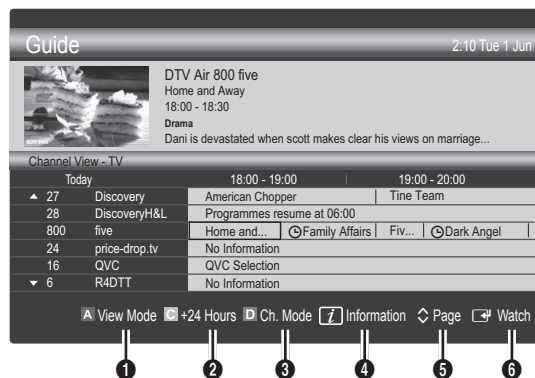 Guide
2:10 Tue 1 Jun
DTV Air 800 five
Home and Away
18:00 - 18:30
Drama
Dani is devastated when scott makes clear his views on marriage...
800 five
Channel View - TV
Today 18:00 - 19:00 19:00 - 20:00
▲ 27 Discovery American Chopper Tine Team
28 DiscoveryH&L Programmes resume at 06:00
800 five Home and... Family Affairs Fiv... Dark Angel
24 price-drop.tv No Information
16 QVC QVC Selection
▼ 6 R4DTT No Information
A View Mode C +24 Hours D Ch. Mode i Information Page Watch
1 2 3 4 5 6